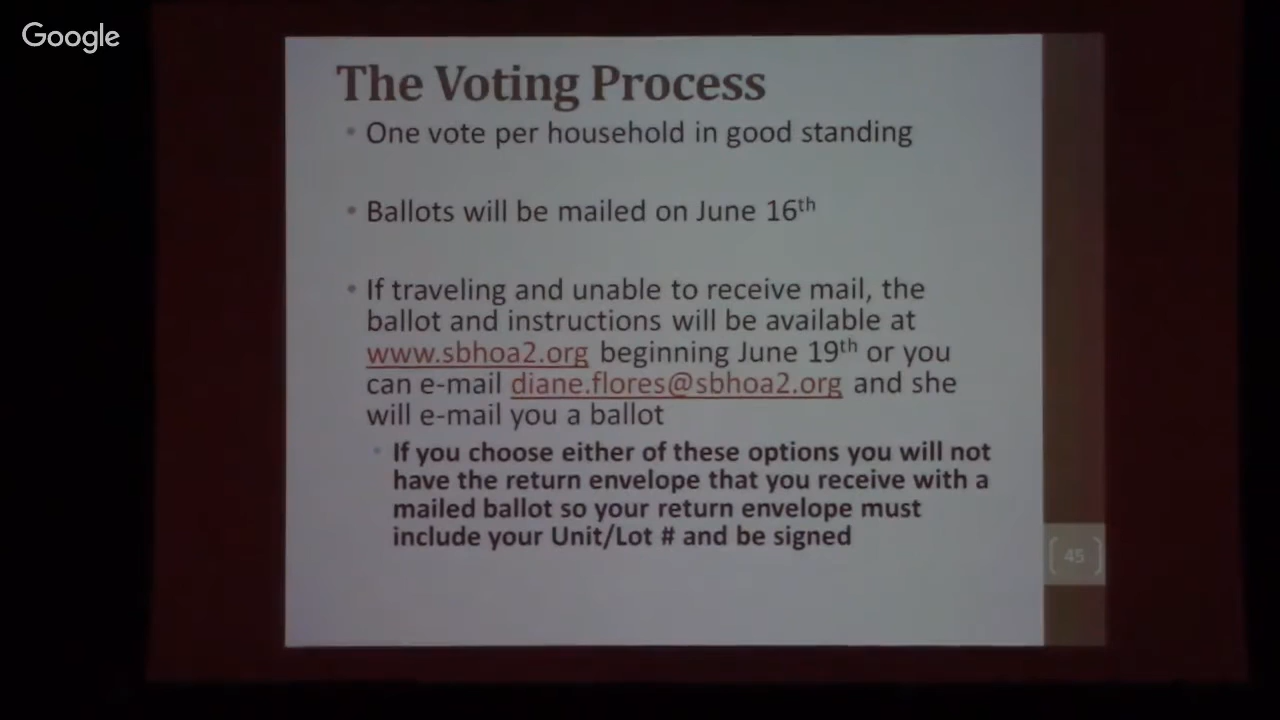 Google
The Voting Process
• One vote per household in good standing
• Ballots will be mailed on June 16th
• If traveling and unable to receive mail, the
ballot and instructions will be available at
www.sbhoa2.org beginning June 19th or you
can e-mail diane.flores@sbhoa2.org and she
will e-mail you a ballot
• If you choose either of these options you will not
have the return envelope that you receive with a
mailed ballot so your return envelope must
include your Unit/Lot # and be signed
45